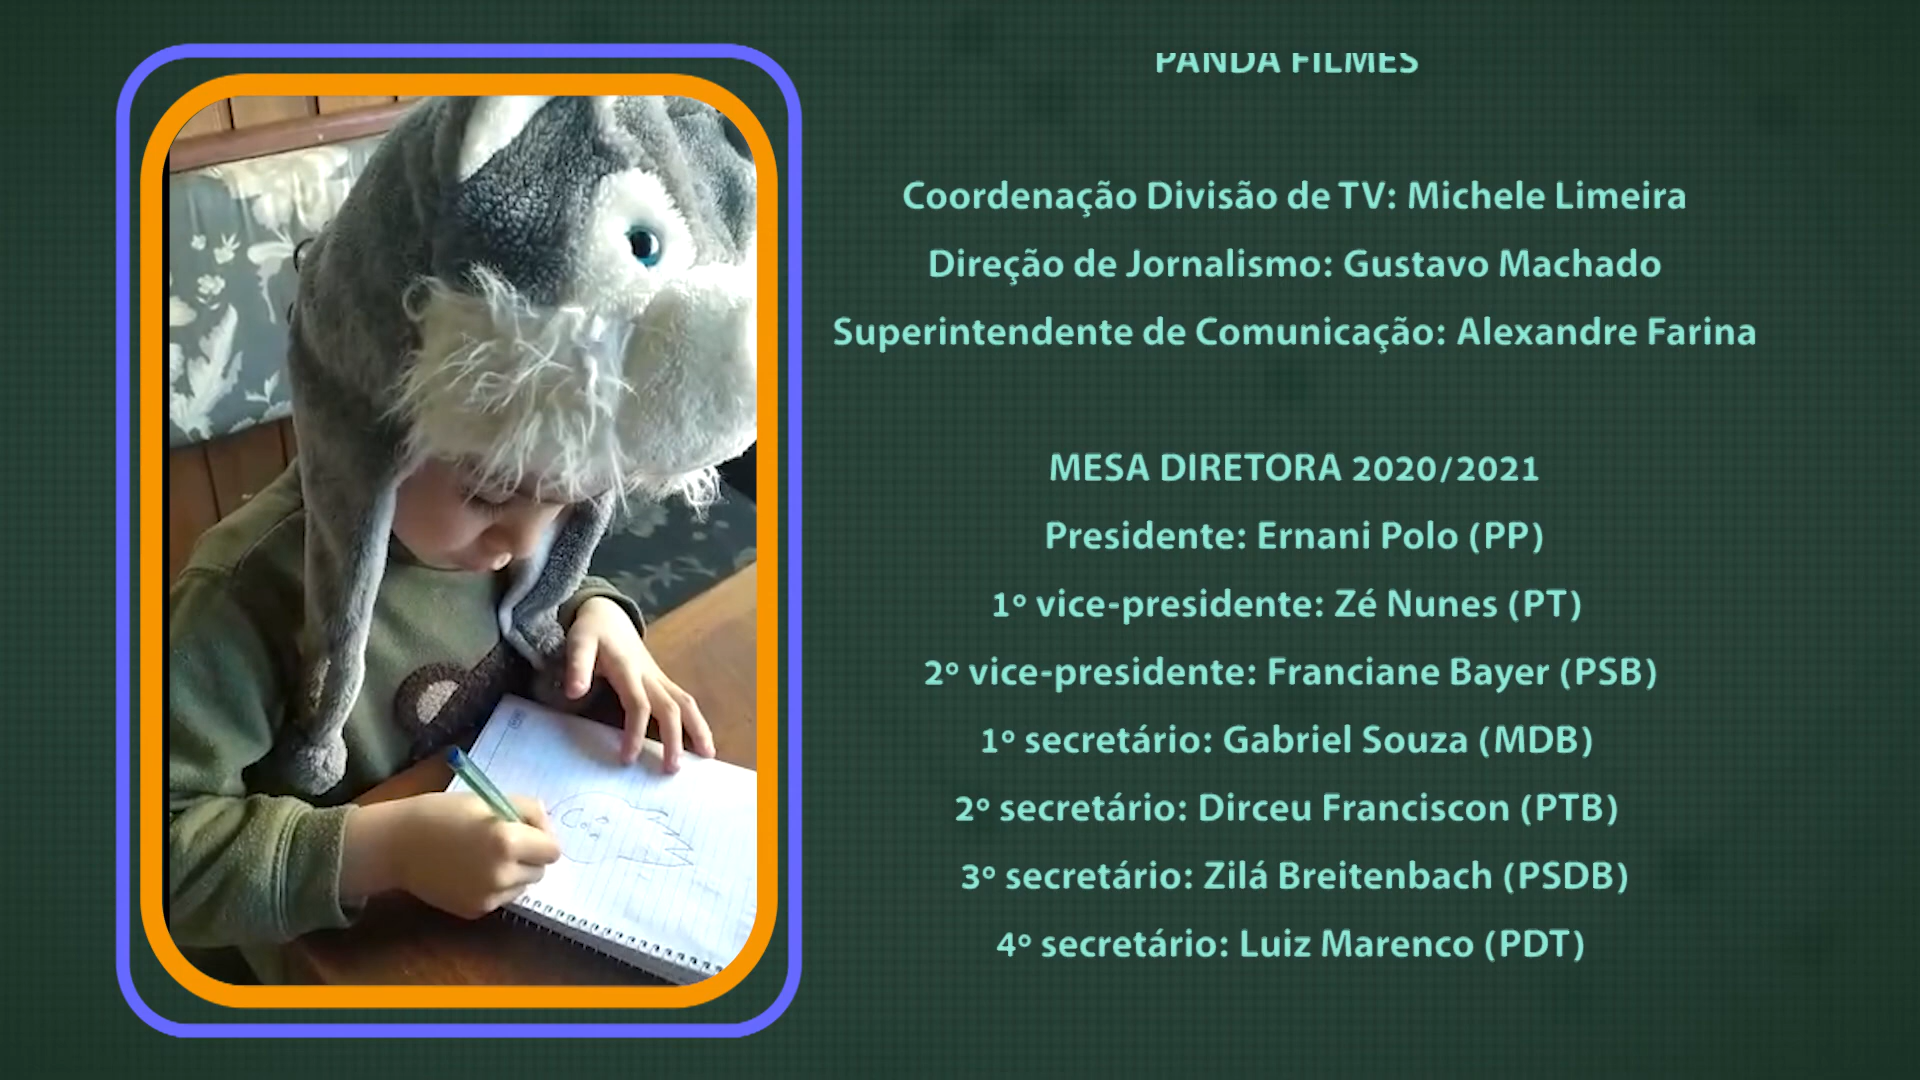 PANDA FILMES
Coordenação Divisão de TV: Michele Limeira
Direção de Jornalismo: Gustavo Machado
Superintendente de Comunicação: Alexandre Farina
MESA DIRETORA 2020/2021
Presidente: Ernani Polo (PP)
1º vice-presidente: Zé Nunes (PT)
2º vice-presidente: Franciane Bayer (PSB)
1º secretário: Gabriel Souza (MDB)
2º secretário: Dirceu Franciscon (PTB)
3º secretário: Zilá Breitenbach (PSDB)
4º secretário: Luiz Marenco (PDT)